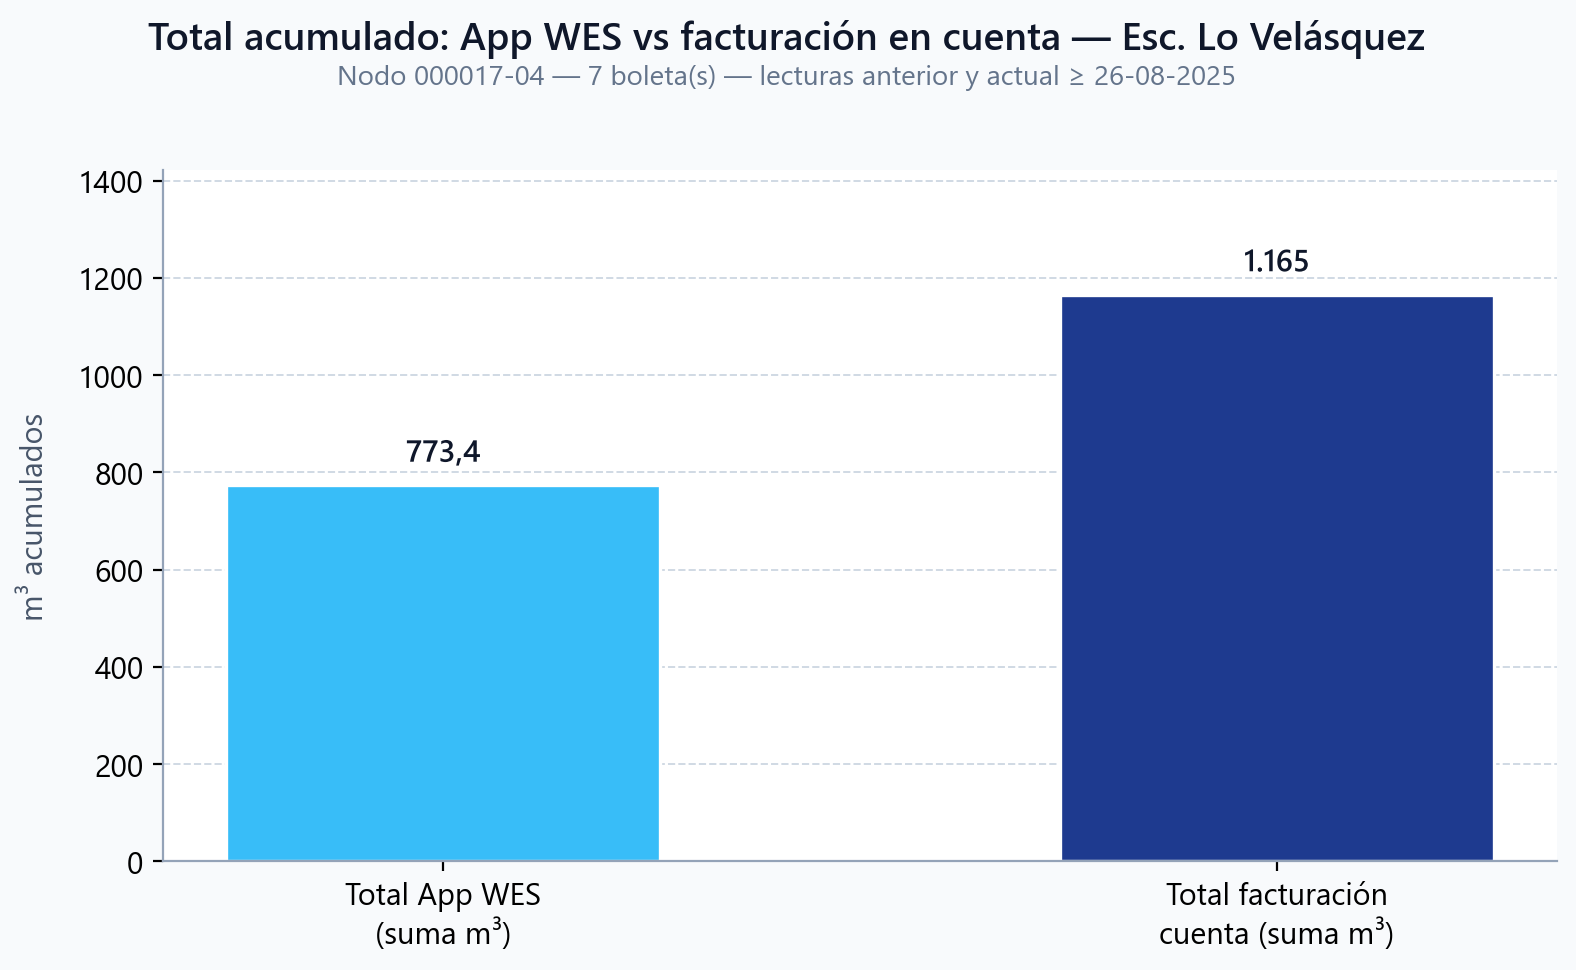 Total acumulado: App WES vs facturación en cuenta — Esc. Lo Velásquez
Nodo 000017-04 — 7 boleta(s) — lecturas anterior y actual ≥ 26-08-2025
m³ acumulados
1400
1200
1000
800
600
400
200
0
773,4
1.165
Total App WES
(suma m³)
Total facturación
cuenta (suma m³)